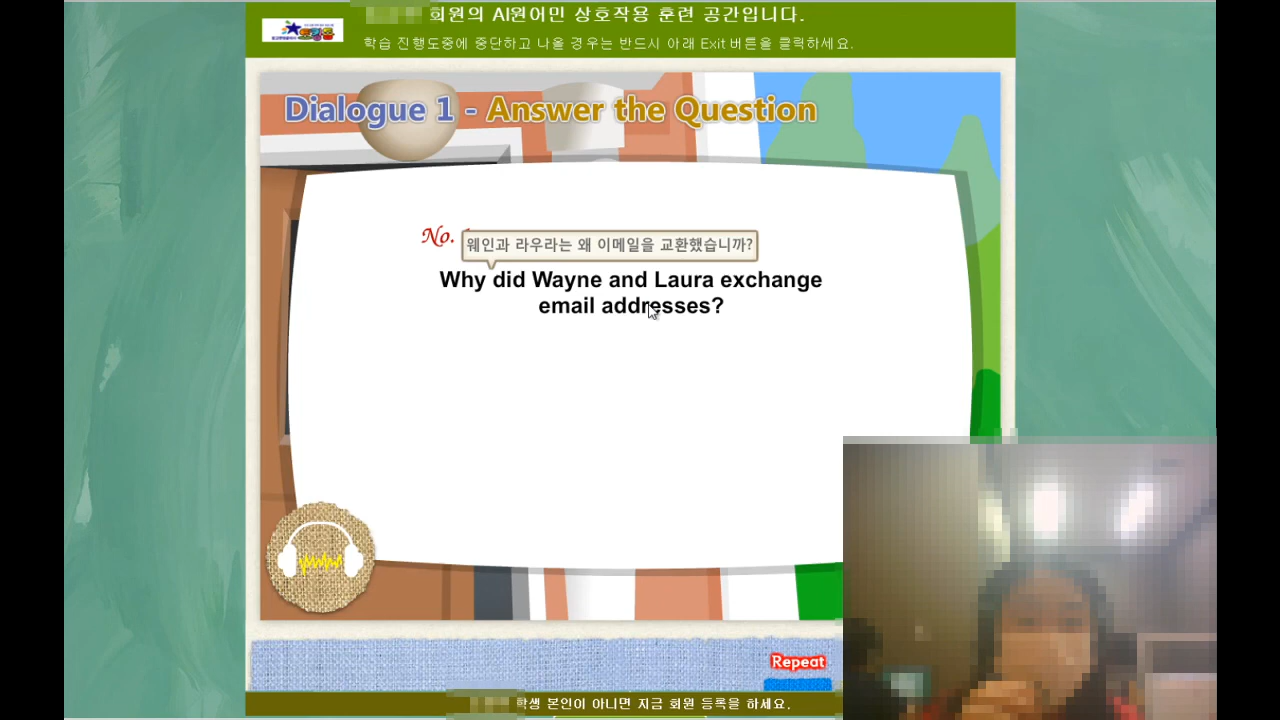 회원의 AI원어민 상호작용 훈련 공간입니다.
학습 진행도중에 중단하고 나올 경우는 반드시 아래 Exit 버튼을 클릭하세요.
Dialogue 1 - Answer the Question
No.
웨인과 라우라는 왜 이메일을 교환했습니까?
Why did Wayne and Laura exchange
email addresses?
Repeat
학생 본인이 아니면 지금 회원 등록을 하세요.